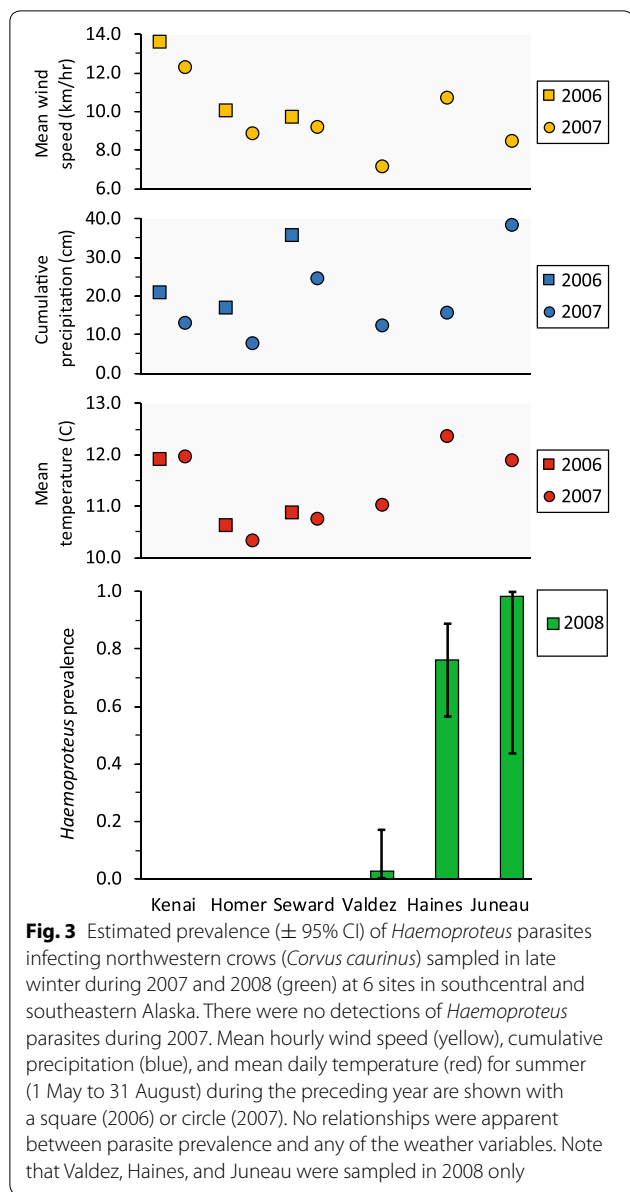 14.0
12.0
10.0
8.0
6.0
Mean wind
speed (km/hr)
2006
2007
40.0
30.0
20.0
10.0
0.0
Cumulative
precipitation (cm)
2006
2007
13.0
12.0
11.0
10.0
Mean
temperature (C)
2006
2007
1.0
0.8
0.6
0.4
0.2
0.0
Haemoproteus prevalence
2008
Kenai Homer Seward Valdez Haines Juneau
Fig. 3 Estimated prevalence (± 95% CI) of Haemoproteus parasites
infecting northwestern crows (Corvus caurinus) sampled in late
winter during 2007 and 2008 (green) at 6 sites in southcentral and
southeastern Alaska. There were no detections of Haemoproteus
parasites during 2007. Mean hourly wind speed (yellow), cumulative
precipitation (blue), and mean daily temperature (red) for summer
(1 May to 31 August) during the preceding year are shown with
a square (2006) or circle (2007). No relationships were apparent
between parasite prevalence and any of the weather variables. Note
that Valdez, Haines, and Juneau were sampled in 2008 only